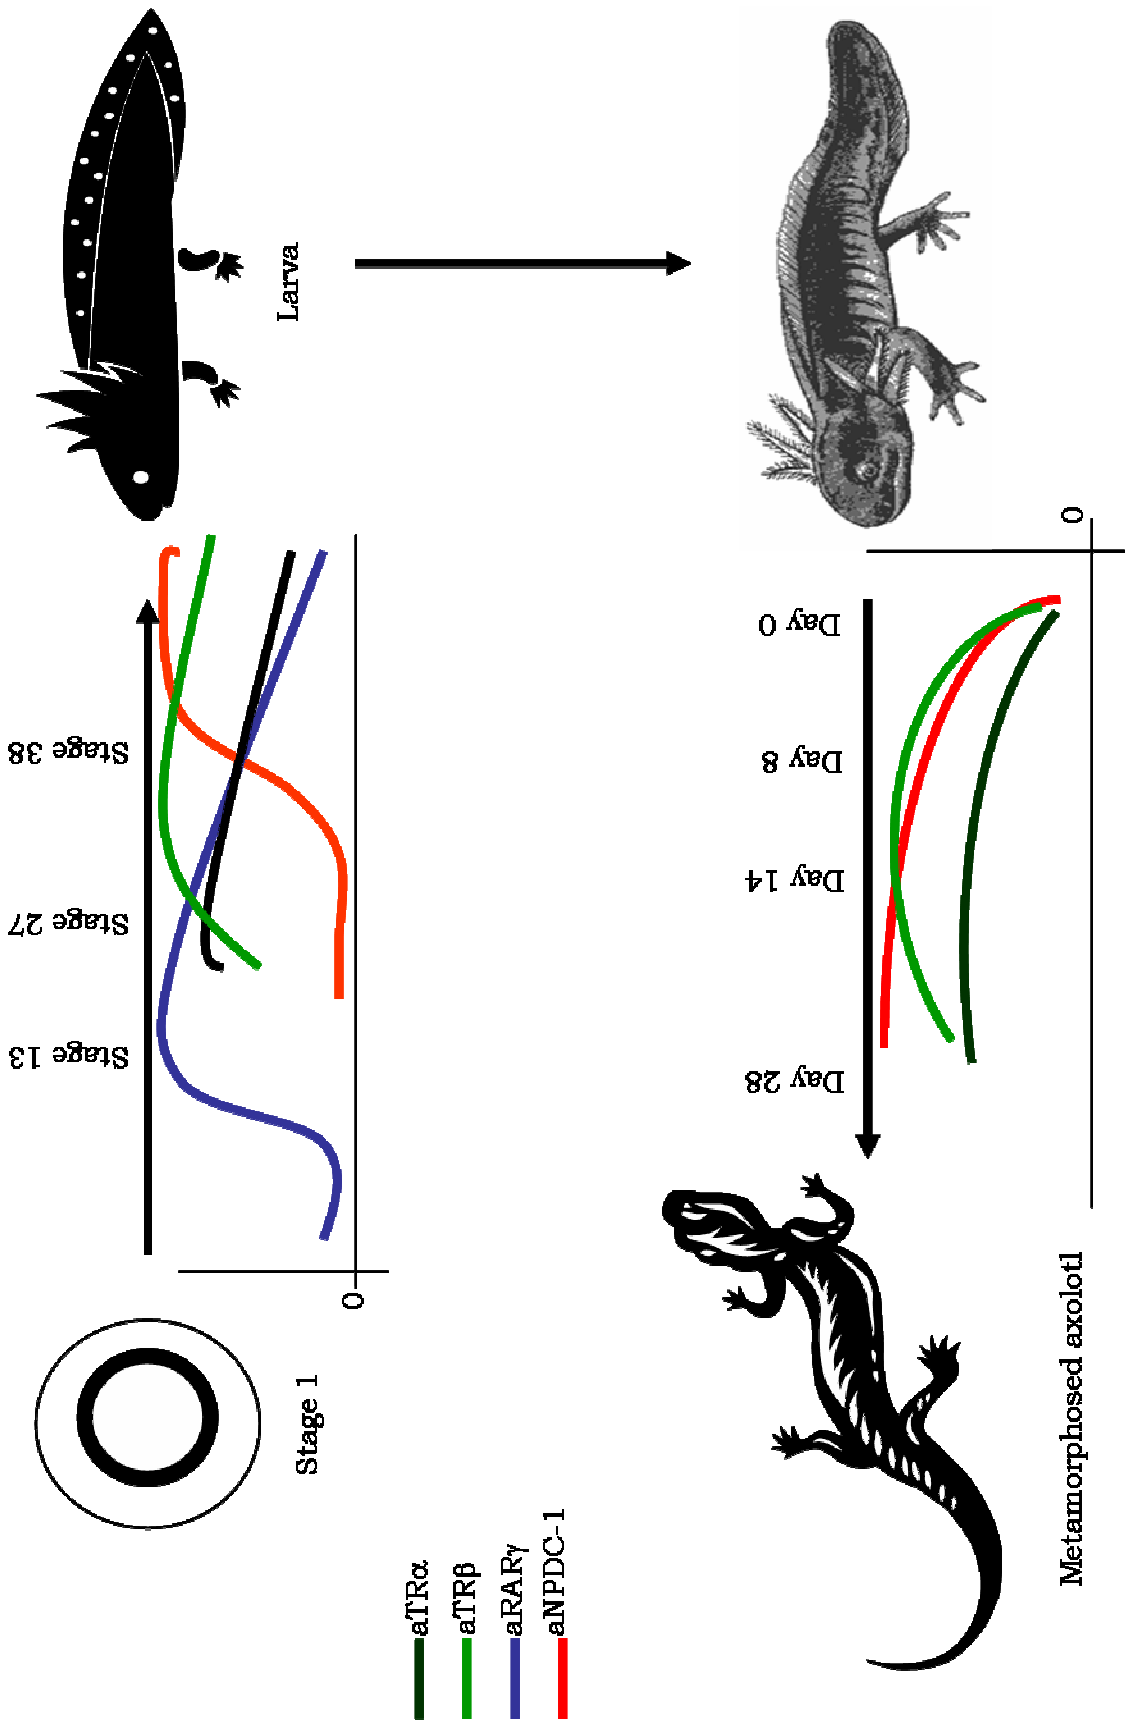 Stage 1
0
Stage 13
Stage 27
Stage 38
Larva
aTRα
aTRβ
aRARγ
aNPDC-1
Metamorphosed axolotl
Day 28
Day 14
Day 8
Day 0
0